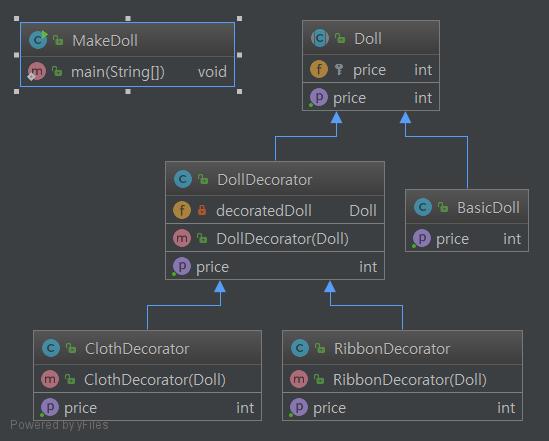 MakeDoll
main(String[]) void
Doll
price int
price int
DollDecorator
decoratedDoll Doll
DollDecorator(Doll)
price int
BasicDoll
price int
ClothDecorator
ClothDecorator(Doll)
price int
RibbonDecorator
RibbonDecorator(Doll)
price int
Powered by yFiles